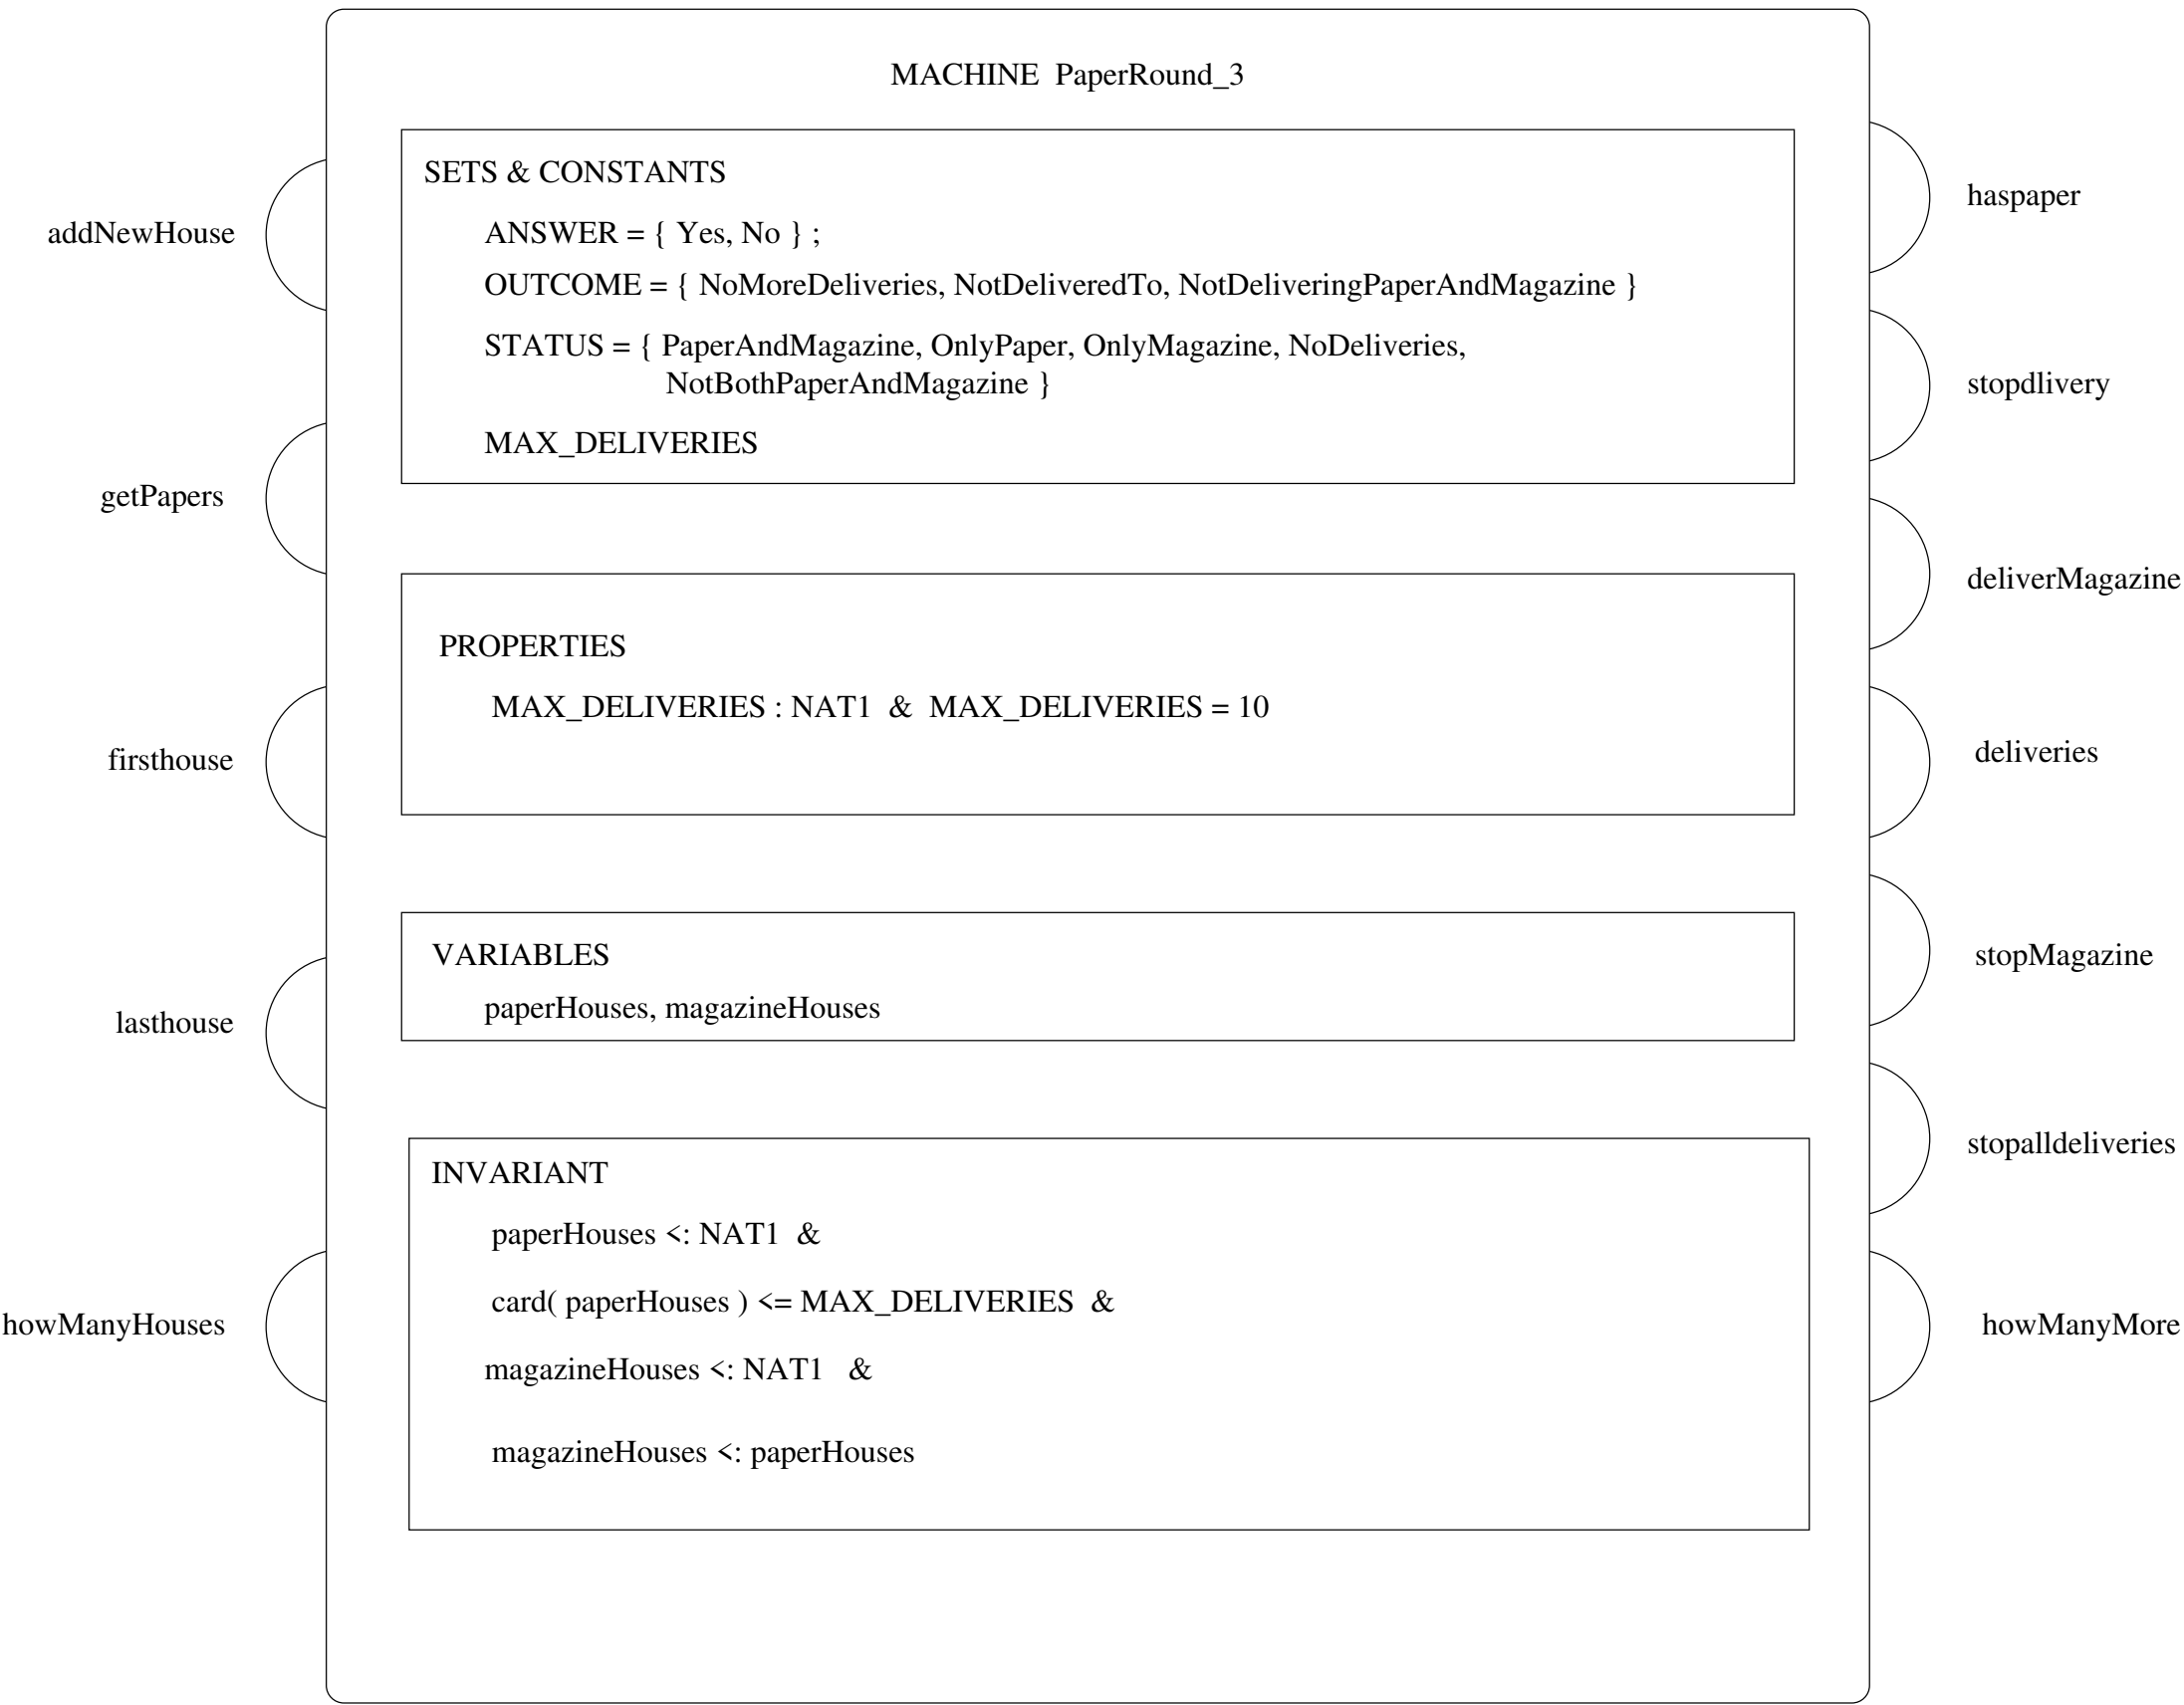 MACHINE PaperRound_3
SETS & CONSTANTS
ANSWER = { Yes, No } ;
OUTCOME = { NoMoreDeliveries, NotDeliveredTo, NotDeliveringPaperAndMagazine }
STATUS = { PaperAndMagazine, OnlyPaper, OnlyMagazine, NoDeliveries,
NotBothPaperAndMagazine }
MAX_DELIVERIES
PROPERTIES
MAX_DELIVERIES : NAT1 & MAX_DELIVERIES = 10
VARIABLES
paperHouses, magazineHouses
INVARIANT
paperHouses <: NAT1 &
card( paperHouses ) <= MAX_DELIVERIES &
magazineHouses <: NAT1 &
magazineHouses <: paperHouses
addNewHouse
getPapers
firsthouse
lasthouse
howManyHouses
haspaper
stopdlivery
deliverMagazine
deliveries
stopMagazine
stopalldeliveries
howManyMore